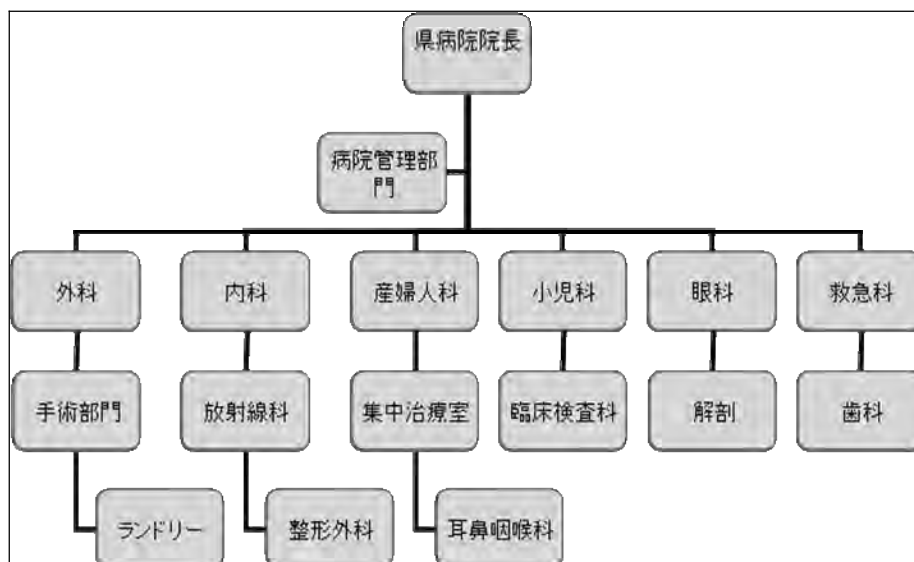 県病院院長
病院管理部
門
外科
内科
産婦人科
小児科
眼科
救急科
手術部門
放射線科
集中治療室
臨床検査科
解剖
歯科
ランドリー
整形外科
耳鼻咽喉科